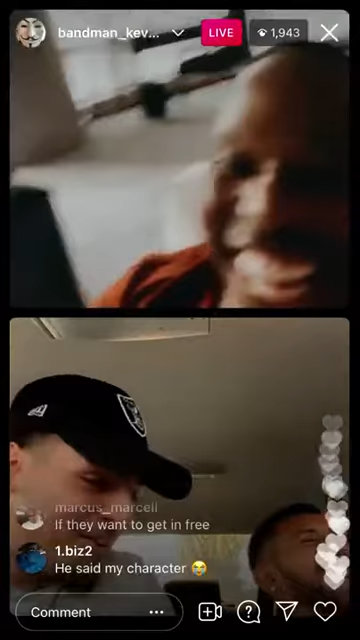 bandman_kev...
LIVE
1,943
marcus_marcell
If they want to get in free
1.biz2
He said my character 😭
Comment